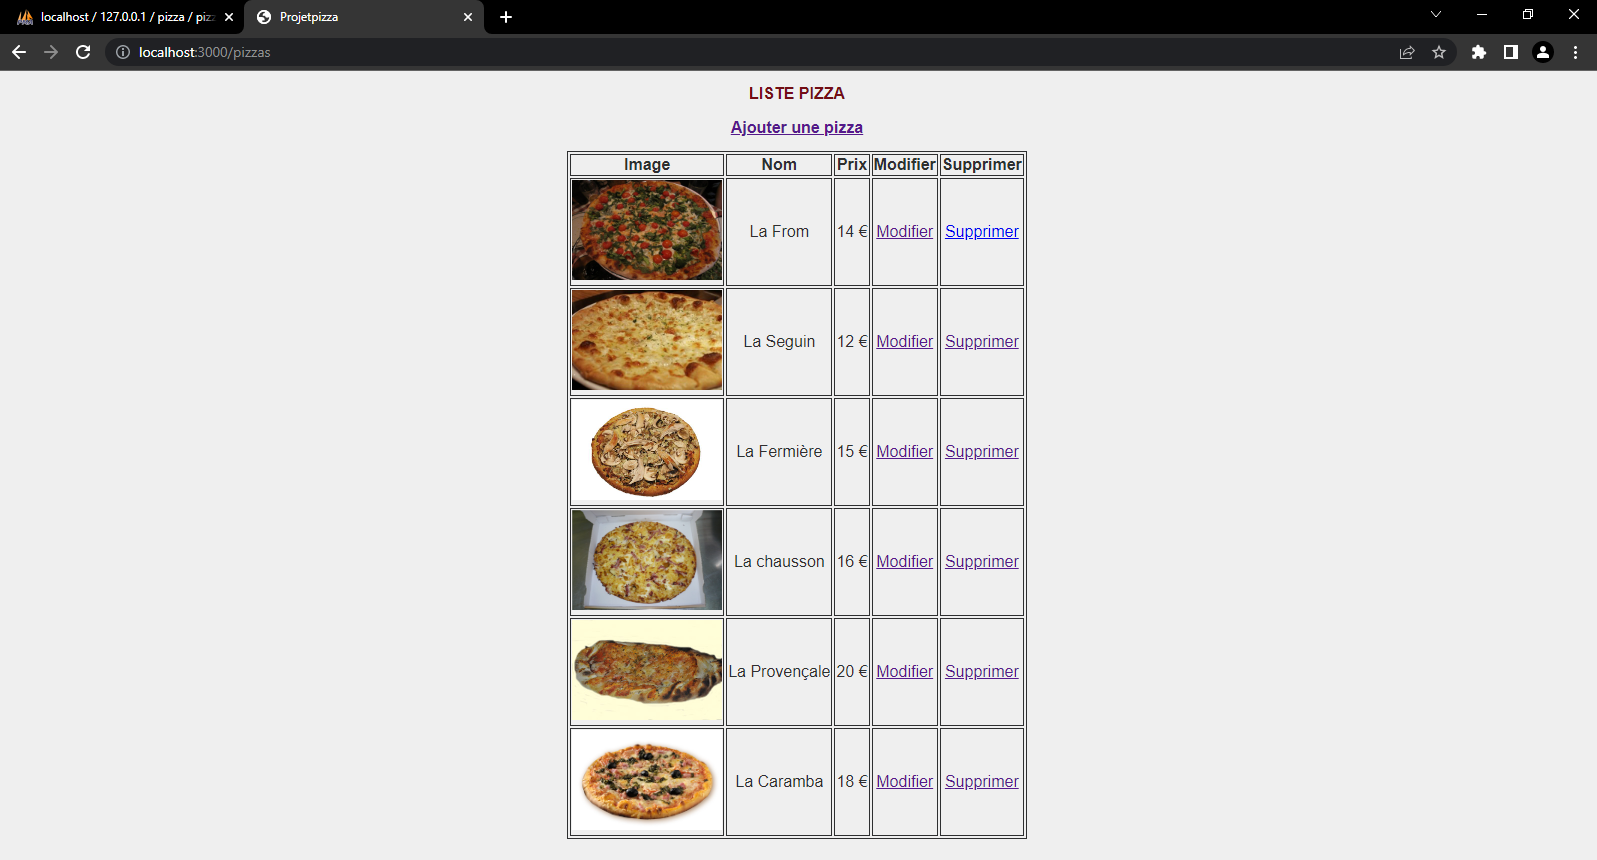 localhost / 127.0.0.1 / pizza / piz
Projetpizza
localhost:3000/pizzas
LISTE PIZZA
Ajouter une pizza
Image Nom Prix Modifier Supprimer
La From 14 € Modifier Supprimer
La Seguin 12 € Modifier Supprimer
La Fermière 15 € Modifier Supprimer
La chausson 16 € Modifier Supprimer
La Provençale 20 € Modifier Supprimer
La Caramba 18 € Modifier Supprimer